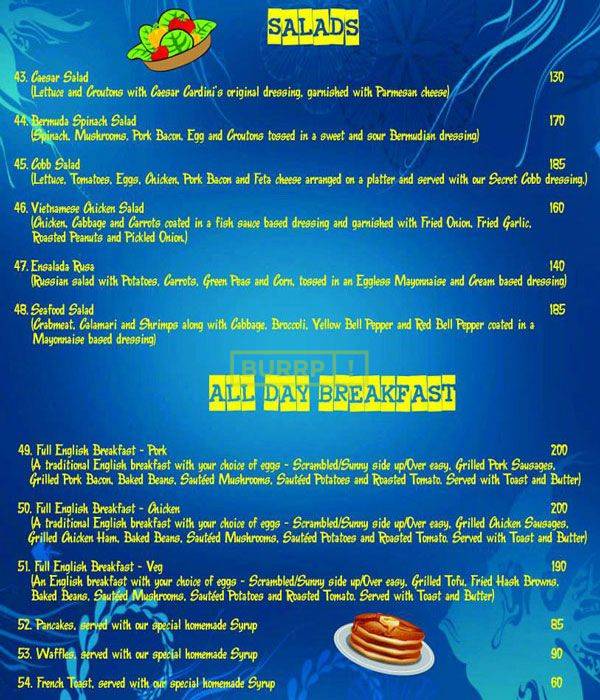 SALADS
43. Caesar Salad 130
(Lettuce and Croutons with Caesar Cardini's original dressing, garnished with Parmesan cheese)
44. Bermuda Spinach Salad 170
(Spinach, Mushrooms, Pork Bacon, Egg and Croutons tossed in a sweet and sour Bermudian dressing)
45. Cobb Salad 185
(Lettuce, Tomatoes, Eggs, Chicken, Pork Bacon and Feta cheese arranged on a platter and served with our Secret Cobb dressing.)
46. Vietnamese Chicken Salad 160
(Chicken, Cabbage and Carrots coated in a fish sauce based dressing and garnished with Fried Onion, Fried Garlic,
Roasted Peanuts and Pickled Onion.)
47. Ensalada Rusa 140
(Russian salad with Potatoes, Carrots, Green Peas and Corn, tossed in an Eggless Mayonnaise and Cream based dressing)
48. Seafood Salad 185
(Crabmeat, Calamari and Shrimps along with Cabbage, Broccoli, Yellow Bell Pepper and Red Bell Pepper coated in a
Mayonnaise based dressing)
BURRP!
ALL DAY BREAKFAST
49. Full English Breakfast - Pork 200
(A traditional English breakfast with your choice of eggs - Scrambled/Sunny side up/Over easy, Grilled Pork Sausages,
Grilled Pork Bacon, Baked Beans, Sautéed Mushrooms, Sautéed Potatoes and Roasted Tomato. Served with Toast and Butter)
50. Full English Breakfast - Chicken 200
(A traditional English breakfast with your choice of eggs - Scrambled/Sunny side up/Over easy, Grilled Chicken Sausages,
Grilled Chicken Ham, Baked Beans, Sautéed Mushrooms, Sautéed Potatoes and Roasted Tomato. Served with Toast and Butter)
51. Full English Breakfast - Veg 190
(An English breakfast with your choice of eggs - Scrambled/Sunny side up/Over easy, Grilled Tofu, Fried Hash Browns,
Baked Beans, Sautéed Mushrooms, Sautéed Potatoes and Roasted Tomato. Served with Toast and Butter)
52. Pancakes, served with our special homemade Syrup 85
53. Waffles, served with our special homemade Syrup 90
54. French Toast, served with our special homemade Syrup 60